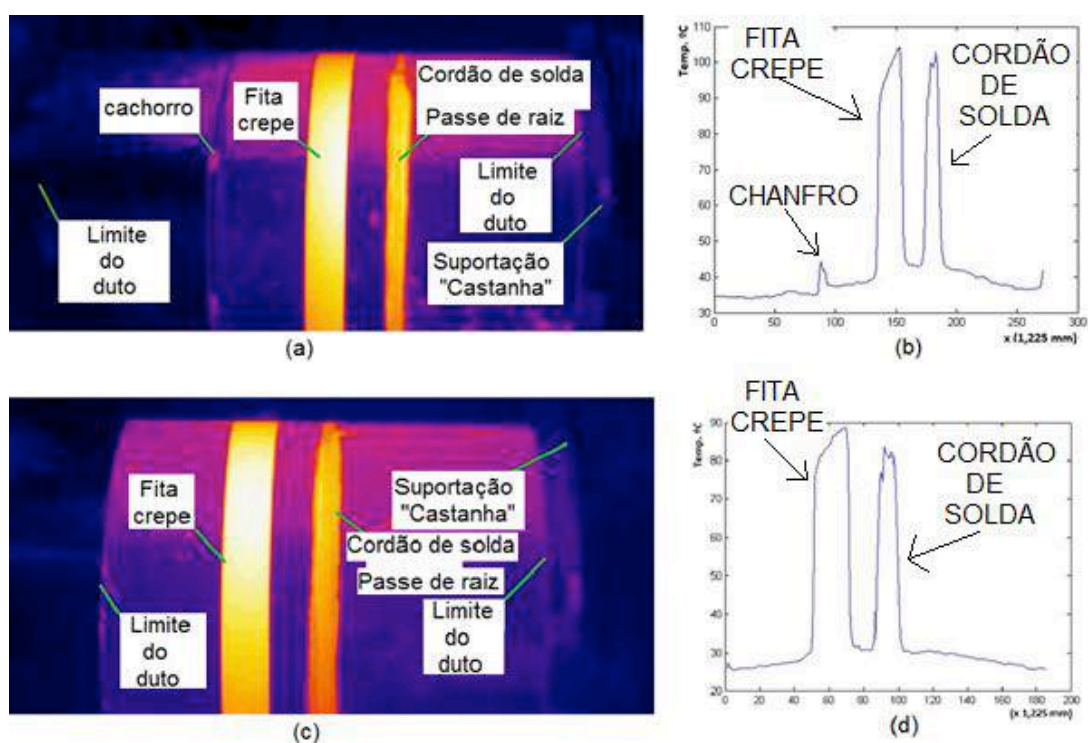 cachorro
Fita
crepe
Cordão de solda
Passe de raiz
Limite
do
duto
Limite
do
duto
Suportação
"Castanha"
(a)
Temp. ºC
110
100
90
80
70
60
50
40
30
0
50
100
150
200
250
300
x (1,225 mm)
FITA
CREPE
CORDÃO
DE
SOLDA
CHANFRO
(b)
Fita
crepe
Limite
do
duto
Suportação
"Castanha"
Cordão de solda
Passe de raiz
Limite
do
duto
(c)
FITA
CREPE
CORDÃO
DE
SOLDA
Temp. ºC
90
80
70
60
50
40
30
20
0
20
40
60
80
100
120
140
160
180
200
(x 1,225 mm)
(d)